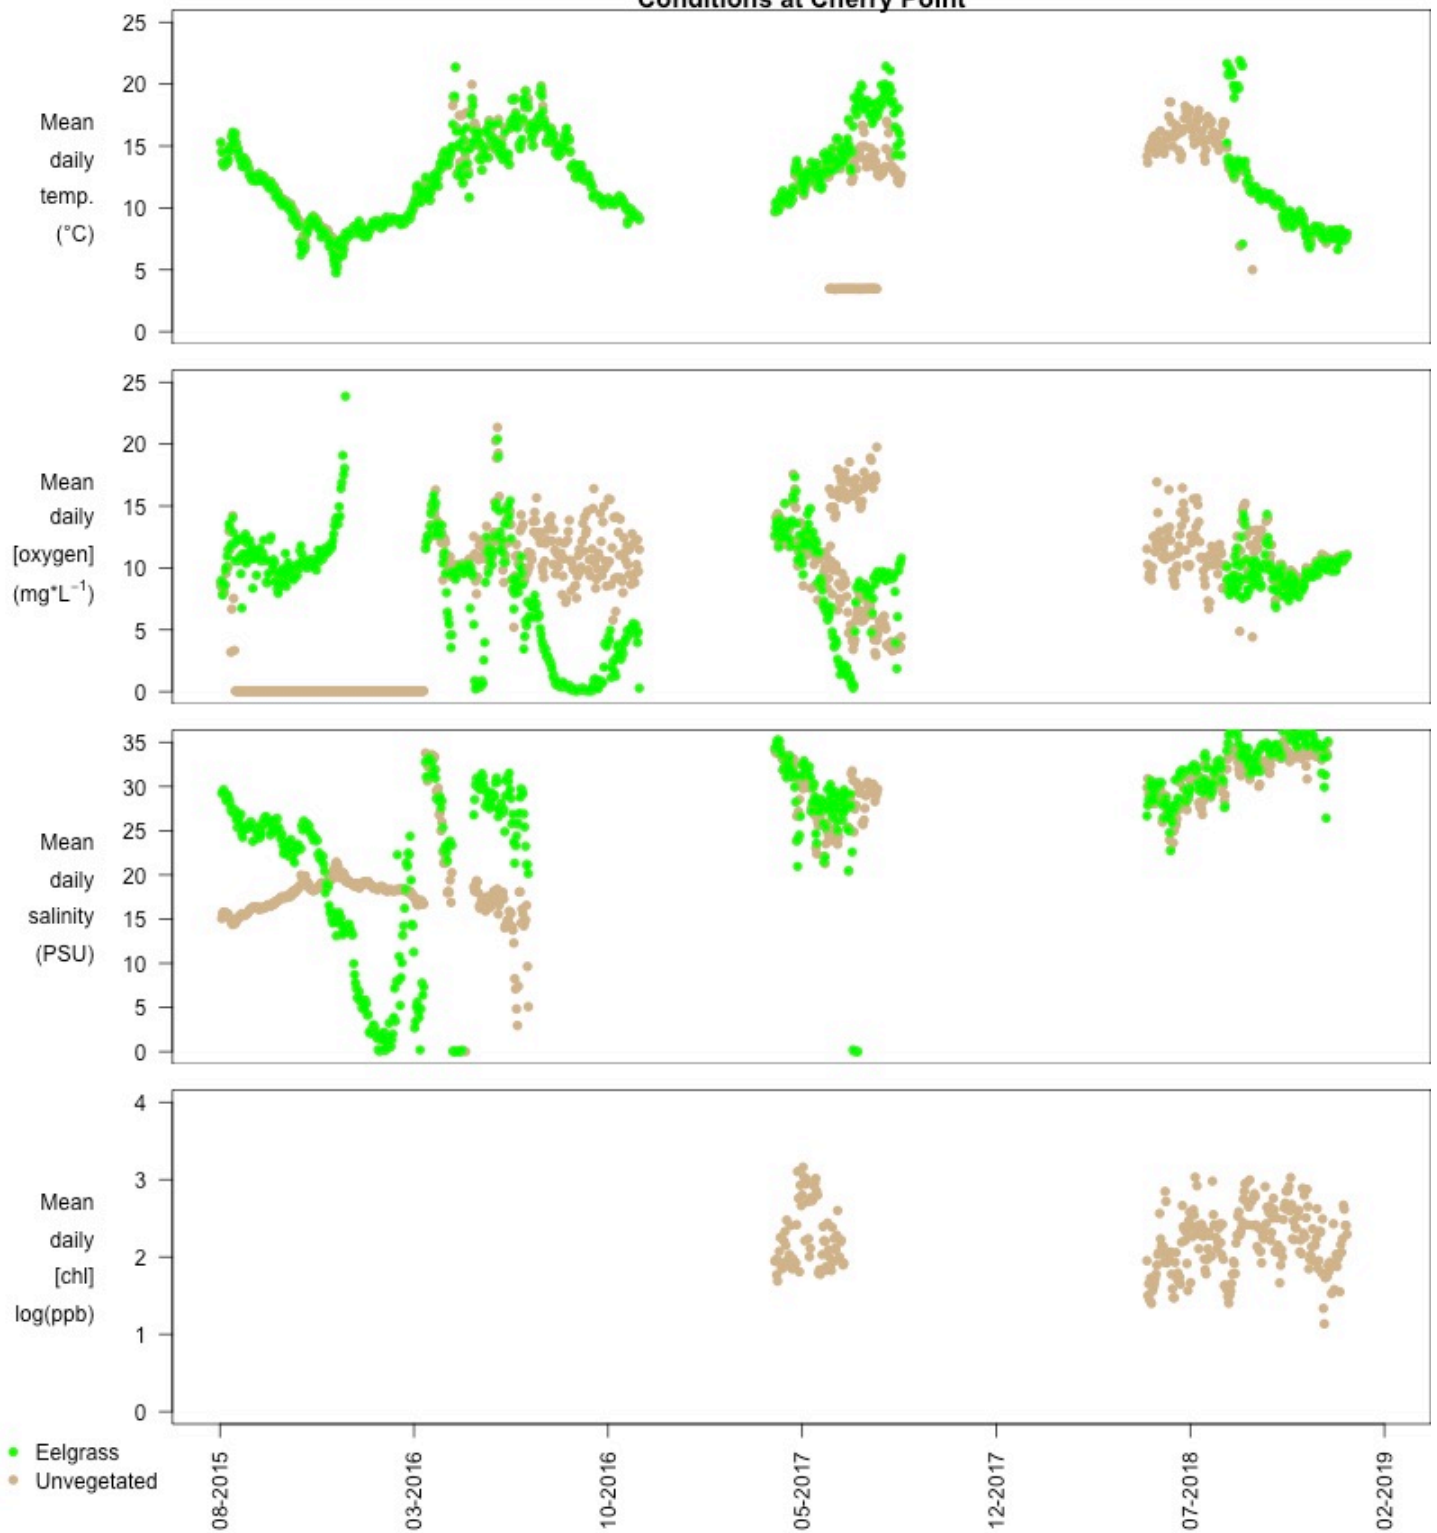 Conditions at Cherry Point
25
20
15
10
5
0
Mean
daily
temp.
(°C)
25
20
15
10
5
0
Mean
daily
[oxygen]
(mg*L⁻¹)
35
30
25
20
15
10
5
0
Mean
daily
salinity
(PSU)
4
3
2
1
0
Mean
daily
[chl]
log(ppb)
08-2015
03-2016
10-2016
05-2017
12-2017
07-2018
02-2019
Eelgrass
Unvegetated